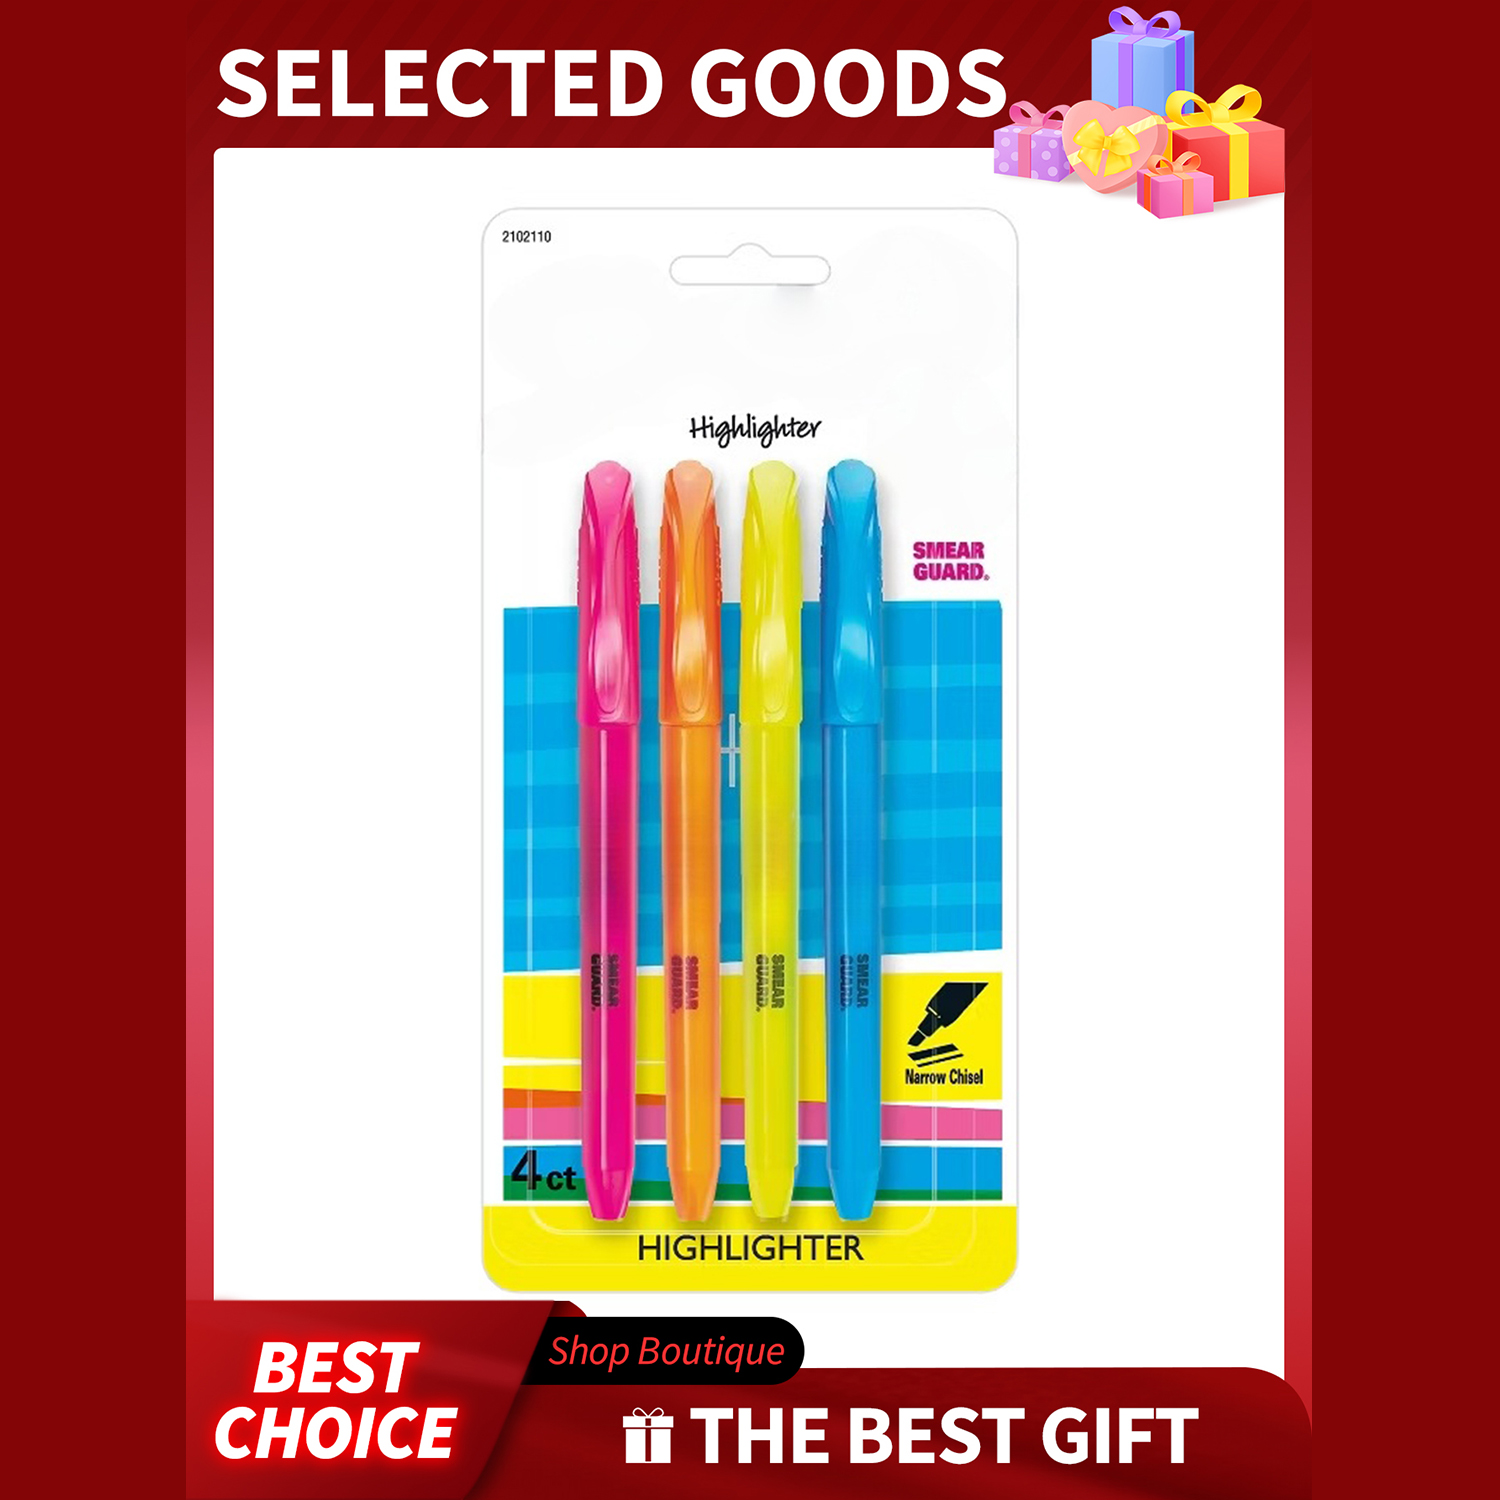 SELECTED GOODS
2102110
Highlighter
SMEAR
GUARD®
SMEAR
GUARD®
SMEAR
GUARD®
SMEAR
GUARD®
SMEAR
GUARD®
Narrow Chisel
4ct
HIGHLIGHTER
Shop Boutique
BEST
CHOICE
THE BEST GIFT